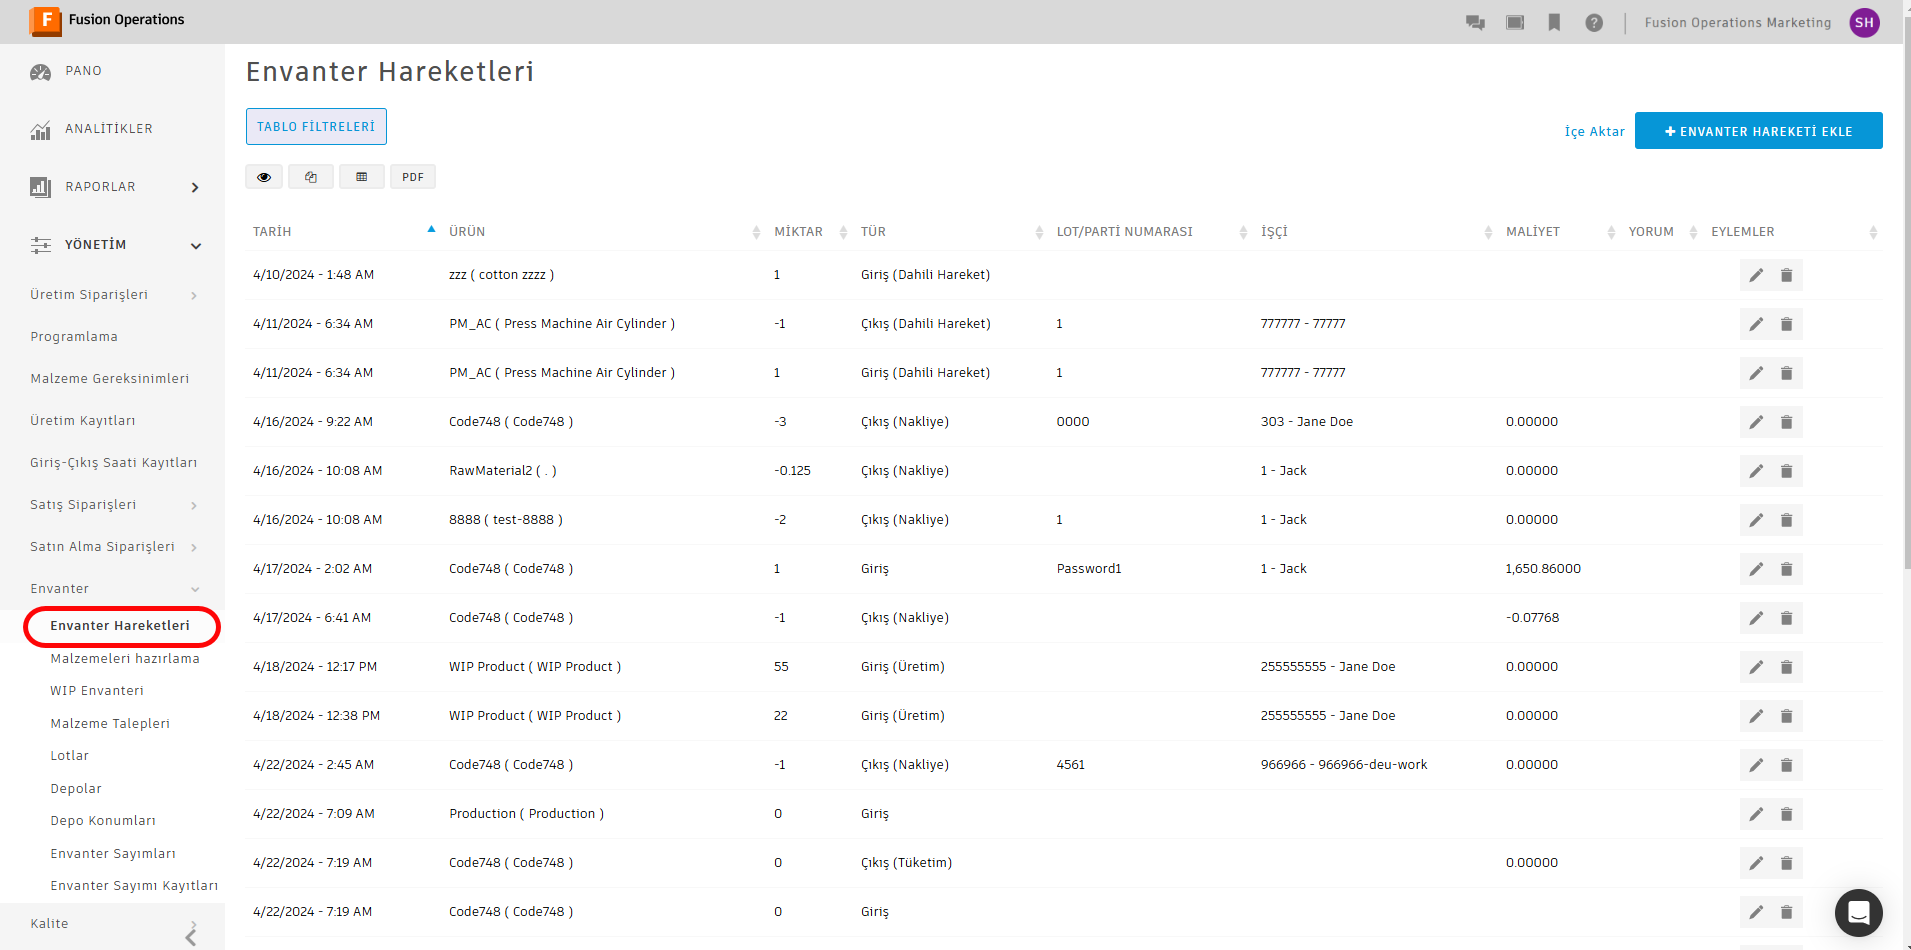 F Fusion Operations
Fusion Operations Marketing SH
PANO
ANALİTİKLER
RAPORLAR
YÖNETİM
Üretim Siparişleri
Programlama
Malzeme Gereksinimleri
Üretim Kayıtları
Giriş-Çıkış Saati Kayıtları
Satış Siparişleri
Satın Alma Siparişleri
Envanter
Envanter Hareketleri
Malzemeleri hazırlama
WIP Envanteri
Malzeme Talepleri
Lotlar
Depolar
Depo Konumları
Envanter Sayımları
Envanter Sayımı Kayıtları
Kalite
Envanter Hareketleri
TABLO FİLTRELERİ
İçe Aktar
+ ENVANTER HAREKETİ EKLE
PDF
TARİH ÜRÜN MİKTAR TÜR LOT/PARTİ NUMARASI İŞÇİ MALİYET YORUM EYLEMLER
4/10/2024 - 1:48 AM zzz ( cotton zzzz ) 1 Giriş (Dahili Hareket)
4/11/2024 - 6:34 AM PM_AC ( Press Machine Air Cylinder ) -1 Çıkış (Dahili Hareket) 1 777777 - 77777
4/11/2024 - 6:34 AM PM_AC ( Press Machine Air Cylinder ) 1 Giriş (Dahili Hareket) 1 777777 - 77777
4/16/2024 - 9:22 AM Code748 ( Code748 ) -3 Çıkış (Nakliye) 0000 303 - Jane Doe 0.00000
4/16/2024 - 10:08 AM RawMaterial2 ( . ) -0.125 Çıkış (Nakliye) 1 - Jack 0.00000
4/16/2024 - 10:08 AM 8888 ( test-8888 ) -2 Çıkış (Nakliye) 1 1 - Jack 0.00000
4/17/2024 - 2:02 AM Code748 ( Code748 ) 1 Giriş Password1 1 - Jack 1,650.86000
4/17/2024 - 6:41 AM Code748 ( Code748 ) -1 Çıkış (Nakliye) -0.07768
4/18/2024 - 12:17 PM WIP Product ( WIP Product ) 55 Giriş (Üretim) 255555555 - Jane Doe 0.00000
4/18/2024 - 12:38 PM WIP Product ( WIP Product ) 22 Giriş (Üretim) 255555555 - Jane Doe 0.00000
4/22/2024 - 2:45 AM Code748 ( Code748 ) -1 Çıkış (Nakliye) 4561 966966 - 966966-deu-work 0.00000
4/22/2024 - 7:09 AM Production ( Production ) 0 Giriş
4/22/2024 - 7:19 AM Code748 ( Code748 ) 0 Çıkış (Tüketim) 0.00000
4/22/2024 - 7:19 AM Code748 ( Code748 ) 0 Giriş